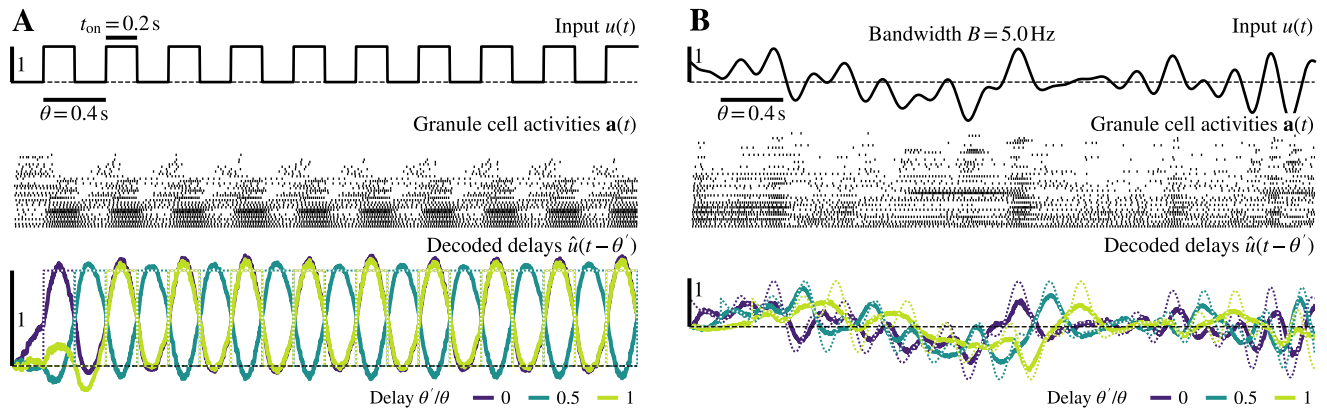 A
t_on = 0.2 s
Input u(t)
1
θ = 0.4 s
Granule cell activities a(t)
Decoded delays û(t − θ′)
1
Delay θ′/θ 0 0.5 1
B
Bandwidth B = 5.0 Hz
Input u(t)
1
θ = 0.4 s
Granule cell activities a(t)
Decoded delays û(t − θ′)
1
Delay θ′/θ 0 0.5 1